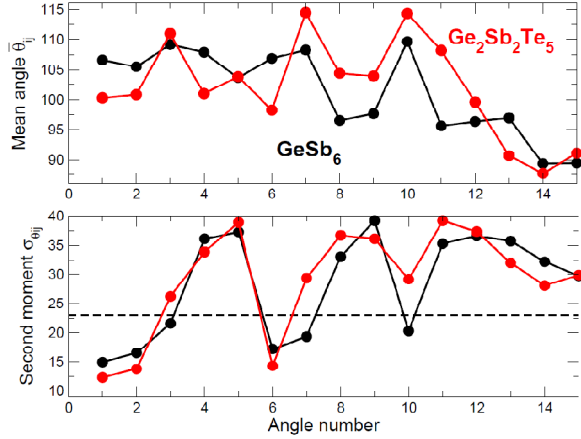 115
110
105
100
95
90
Mean angle θ̅ij
Ge2Sb2Te5
GeSb6
0 2 4 6 8 10 12 14
40
35
30
25
20
15
10
Second moment σθij
0 2 4 6 8 10 12 14
Angle number